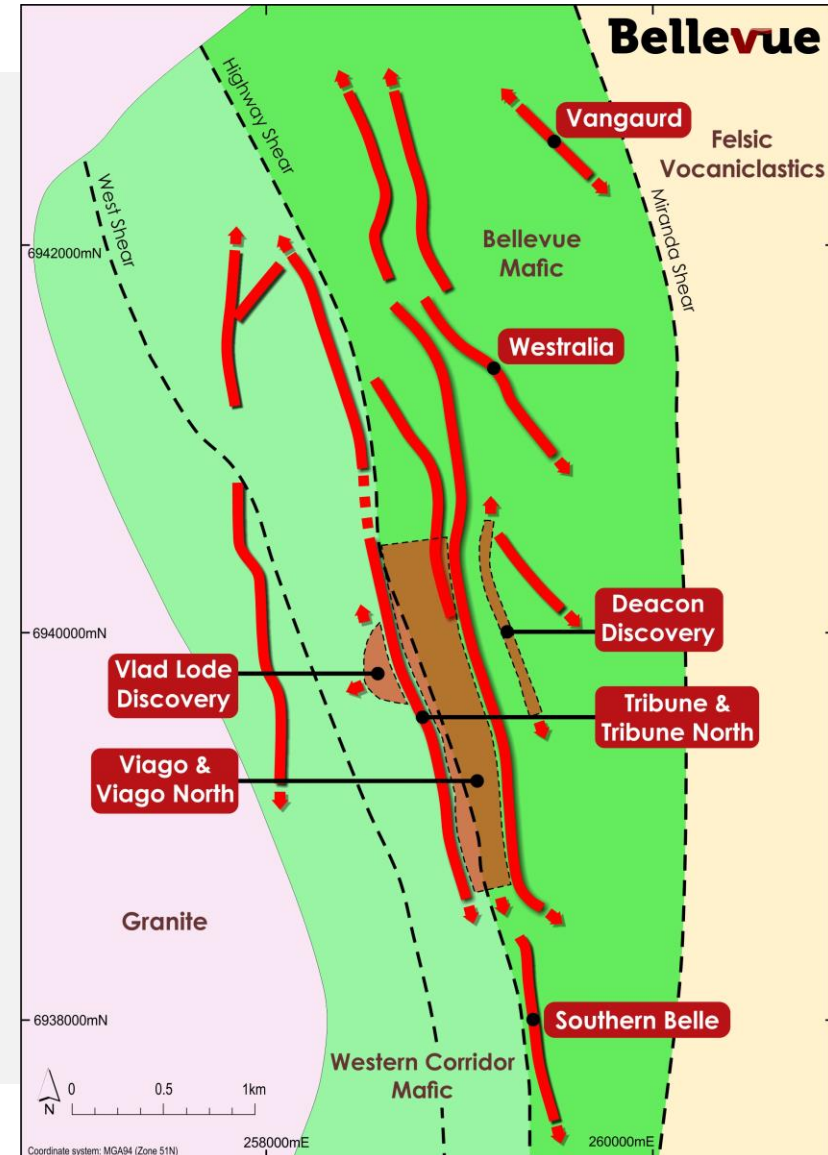 Bellevue
Highway Shear
Vangaurd
Felsic
Vocaniclastics
West Shear
Miranda Shear
6942000mN
Bellevue
Mafic
Westralia
Deacon
Discovery
6940000mN
Vlad Lode
Discovery
Tribune &
Tribune North
Viago &
Viago North
Granite
6938000mN
Southern Belle
Western Corridor
Mafic
0 0.5 1km
N
258000mE
260000mE
Coordinate system: MGA94 (Zone 51N)